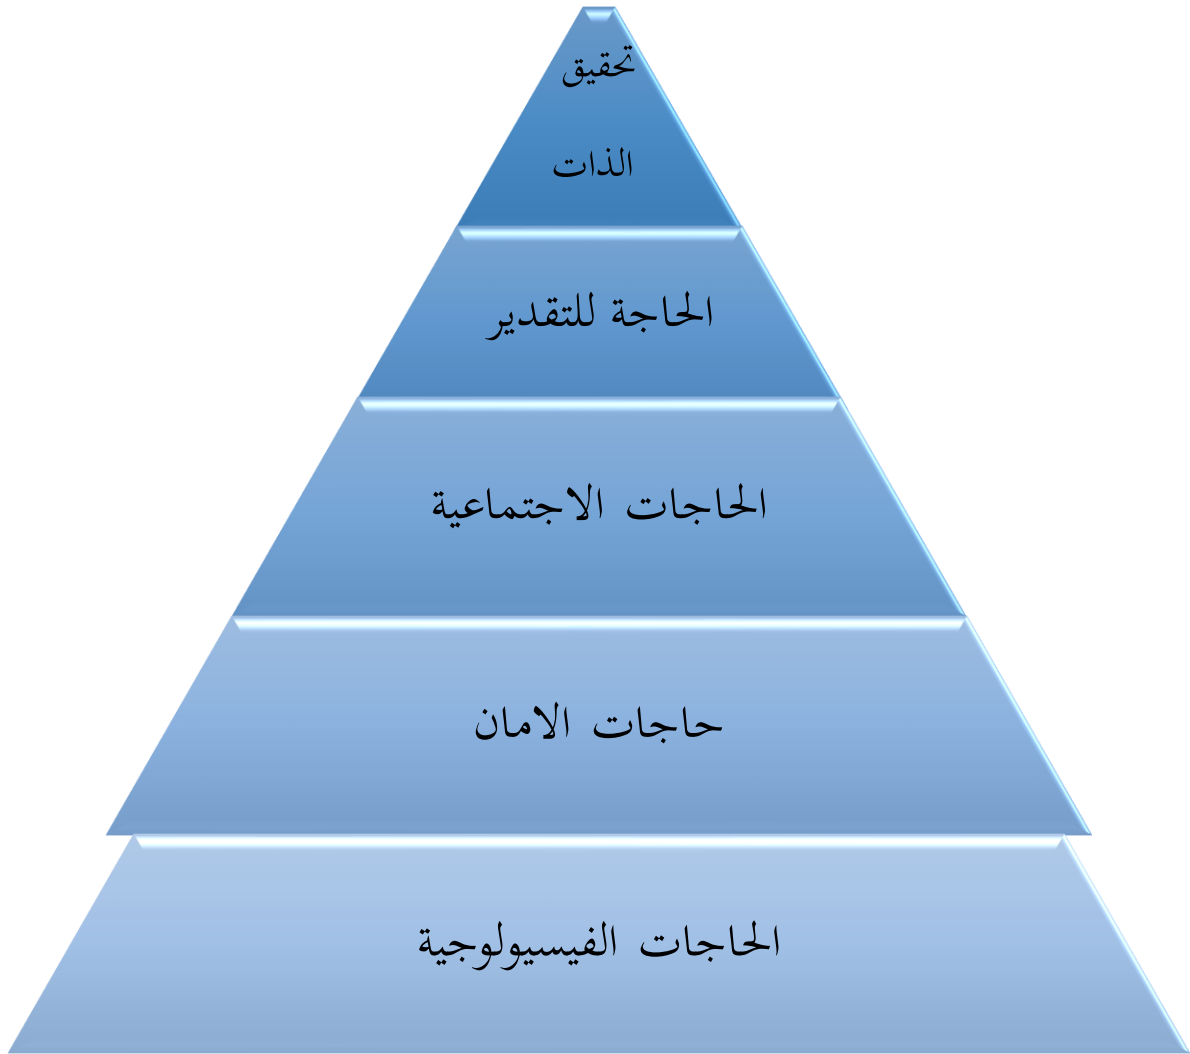 تحقيق
الذات
الحاجة للتقدير
الحاجات الاجتماعية
حاجات الامان
الحاجات الفيسيولوجية